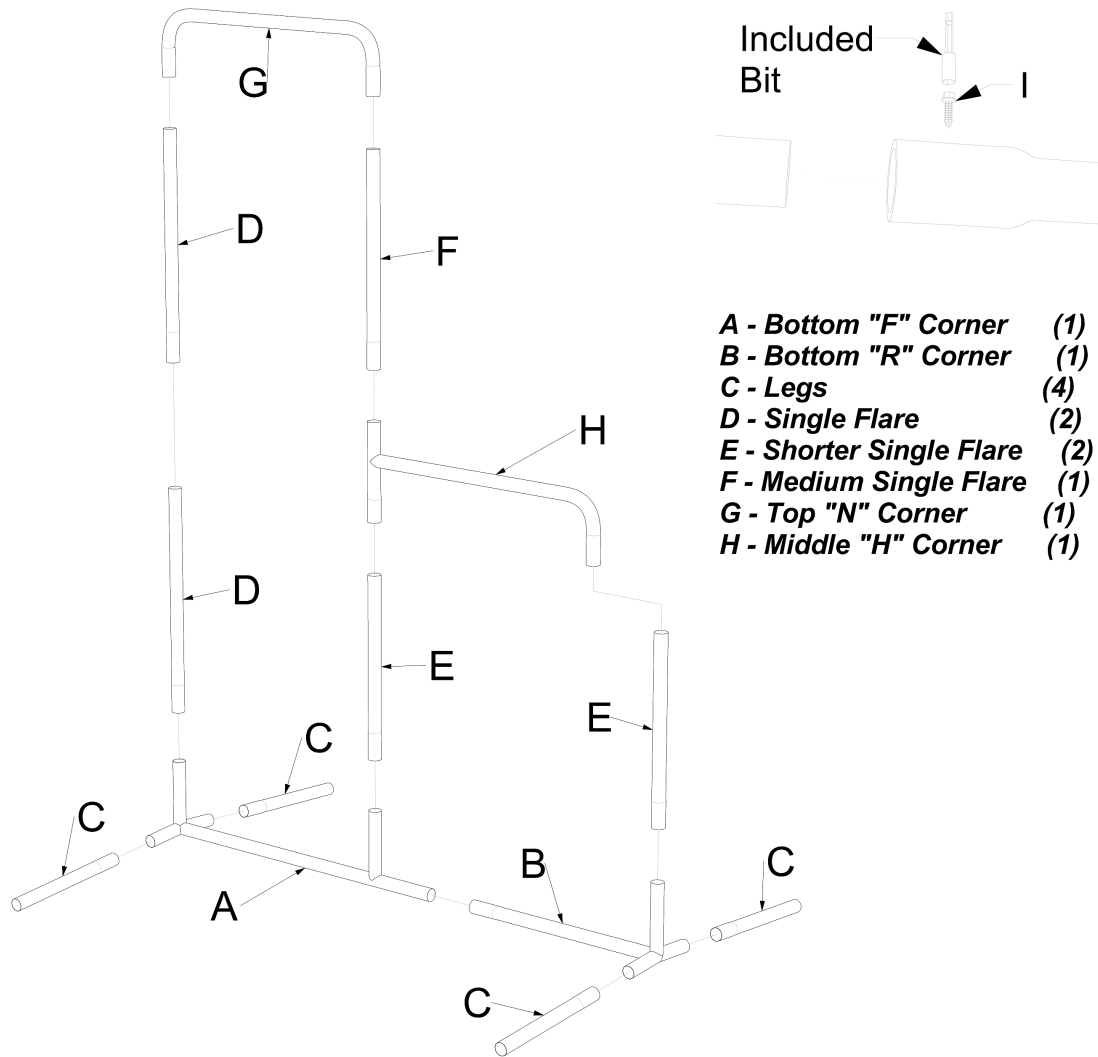 Included
Bit
I
G
D
F
H
A - Bottom "F" Corner (1)
B - Bottom "R" Corner (1)
C - Legs (4)
D - Single Flare (2)
E - Shorter Single Flare (2)
F - Medium Single Flare (1)
G - Top "N" Corner (1)
H - Middle "H" Corner (1)
D
E
E
C
C
B
C
A
C